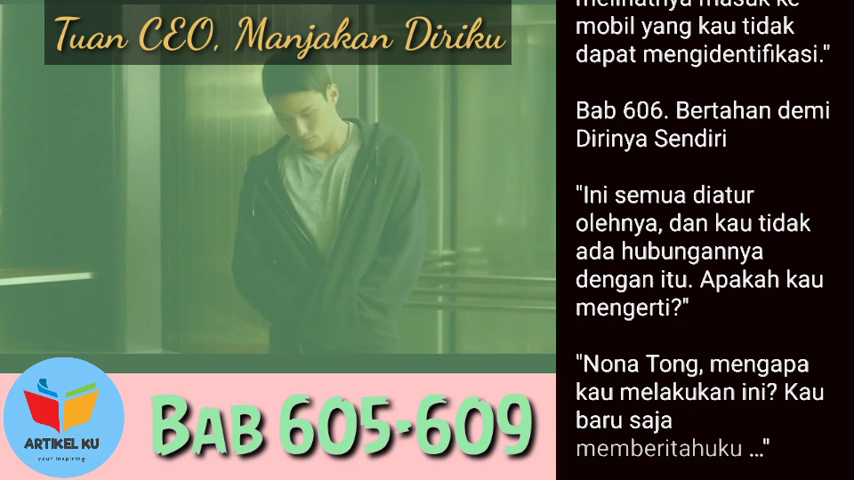 Tuan CEO, Manjakan Diriku
ARTIKEL KU
your inspiring
BAB 605-609
melihatnya masuk ke
mobil yang kau tidak
dapat mengidentifikasi."
Bab 606. Bertahan demi
Dirinya Sendiri
"Ini semua diatur
olehnya, dan kau tidak
ada hubungannya
dengan itu. Apakah kau
mengerti?"
"Nona Tong, mengapa
kau melakukan ini? Kau
baru saja
memberitahuku ..."